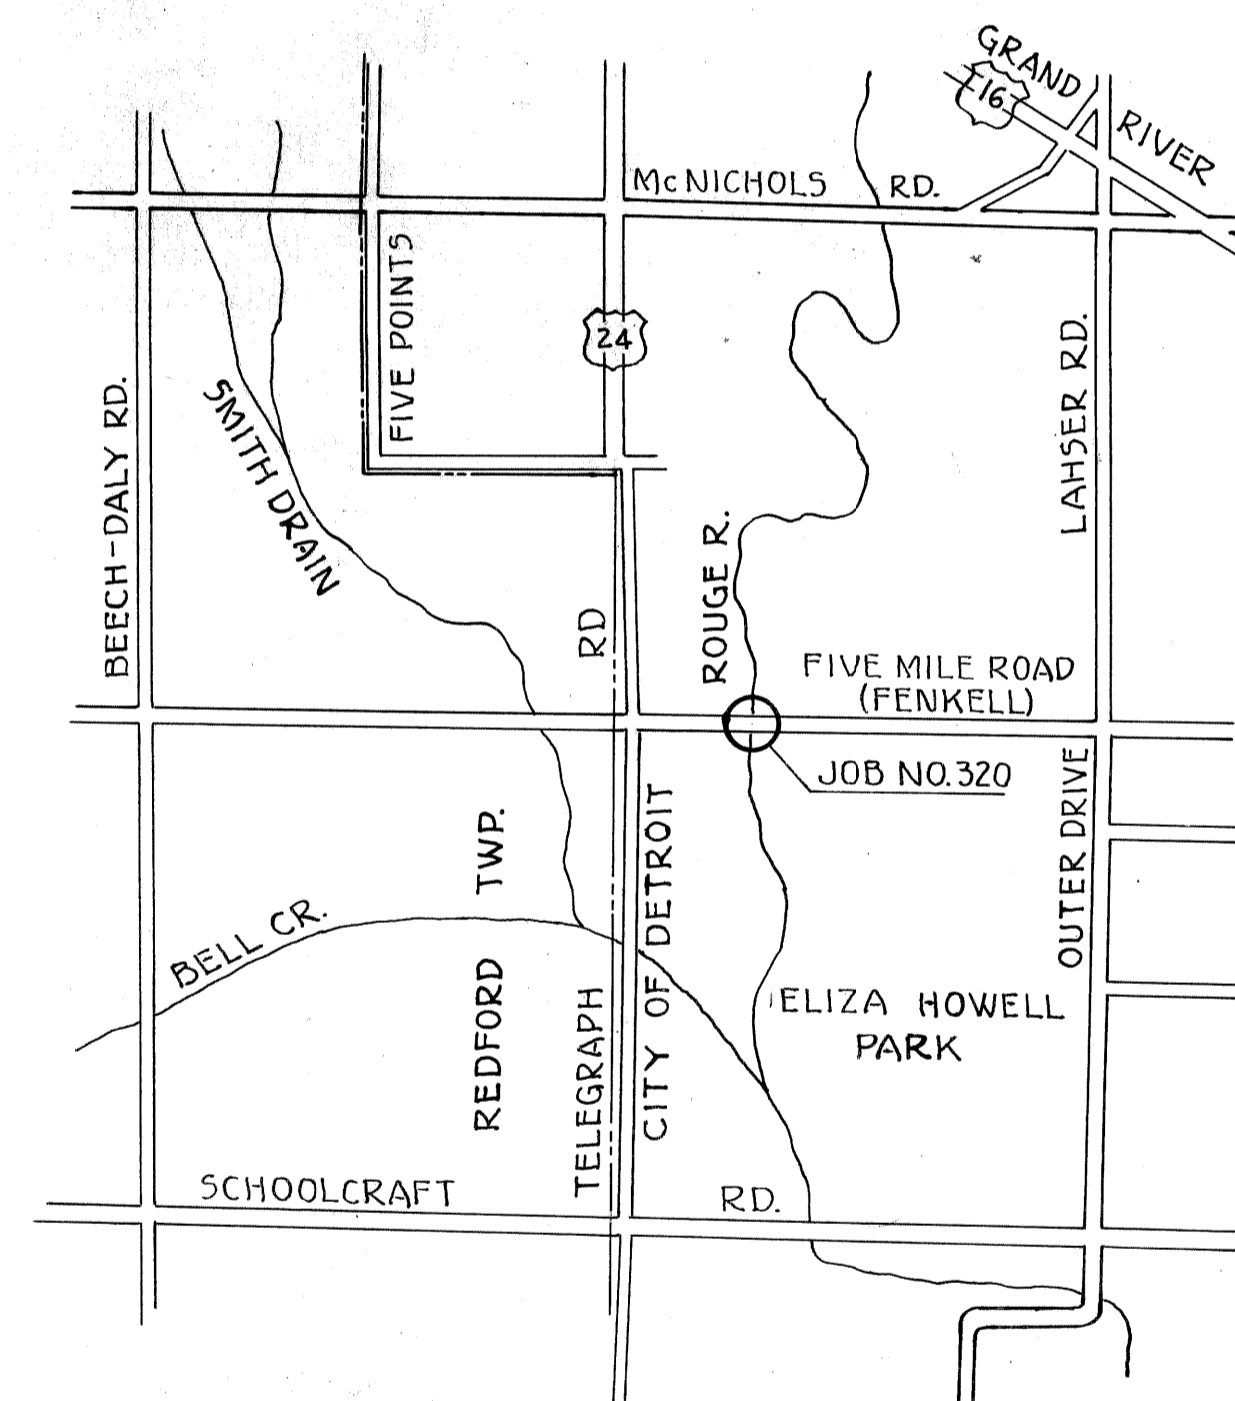 GRAND
16
RIVER
McNICHOLS RD.
FIVE POINTS
24
LAHSER RD.
BEECH-DALY RD.
SMITH DRAIN
ROUGE R.
FIVE MILE ROAD
(FENKELL)
JOB NO. 320
OUTER DRIVE
REDFORD TWP.
TELEGRAPH RD
CITY OF DETROIT
BELL CR.
ELIZA HOWELL
PARK
SCHOOLCRAFT RD.